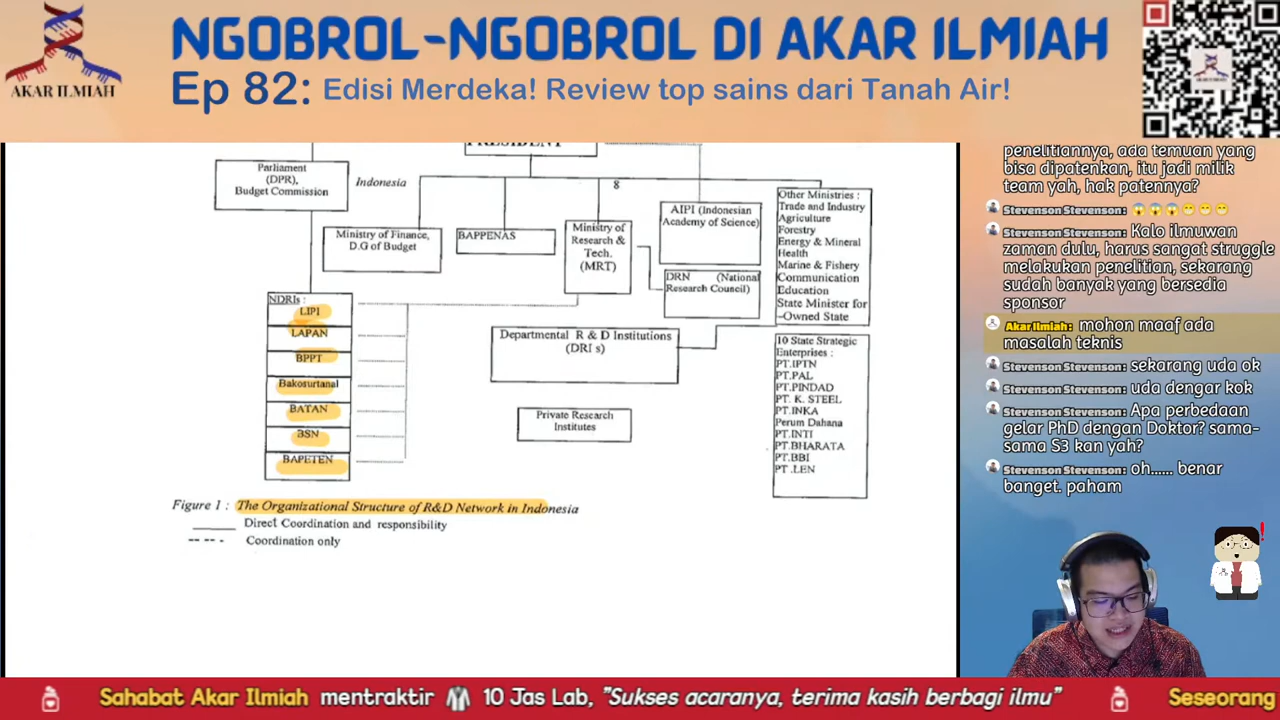 NGOBROL-NGOBROL DI AKAR ILMIAH
Ep 82: Edisi Merdeka! Review top sains dari Tanah Air!
AKAR ILMIAH
PRESIDENT
Parliament
(DPR),
Budget Commission
Indonesia
8
Ministry of Finance,
D.G of Budget
BAPPENAS
Ministry of
Research &
Tech.
(MRT)
AIPI (Indonesian
Academy of Science)
DRN (National
Research Council)
Other Ministries :
Trade and Industry
Agriculture
Forestry
Energy & Mineral
Health
Marine & Fishery
Communication
Education
State Minister for
–Owned State
NDRIs :
LIPI
LAPAN
BPPT
Bakosurtanal
BATAN
BSN
BAPETEN
Departmental R & D Institutions
(DRI s)
Private Research
Institutes
10 State Strategic
Enterprises :
PT.IPTN
PT.PAL
PT.PINDAD
PT. K. STEEL
PT.INKA
Perum Dahana
PT.INTI
PT.BHARATA
PT.BBI
PT .LEN
Figure 1 : The Organizational Structure of R&D Network in Indonesia
Direct Coordination and responsibility
Coordination only
penelitiannya, ada temuan yang
bisa dipatenkan, itu jadi milik
team yah, hak patennya?
Stevenson Stevenson: 😱😱😱😁😁😁
Stevenson Stevenson: Kalo ilmuwan
zaman dulu, harus sangat struggle
melakukan penelitian, sekarang
sudah banyak yang bersedia
sponsor
Akar Ilmiah: mohon maaf ada
masalah teknis
Stevenson Stevenson: sekarang uda ok
Stevenson Stevenson: uda dengar kok
Stevenson Stevenson: Apa perbedaan
gelar PhD dengan Doktor? sama-
sama S3 kan yah?
Stevenson Stevenson: oh...... benar
banget. paham
Sahabat Akar Ilmiah mentraktir 10 Jas Lab, "Sukses acaranya, terima kasih berbagi ilmu" Seseorang